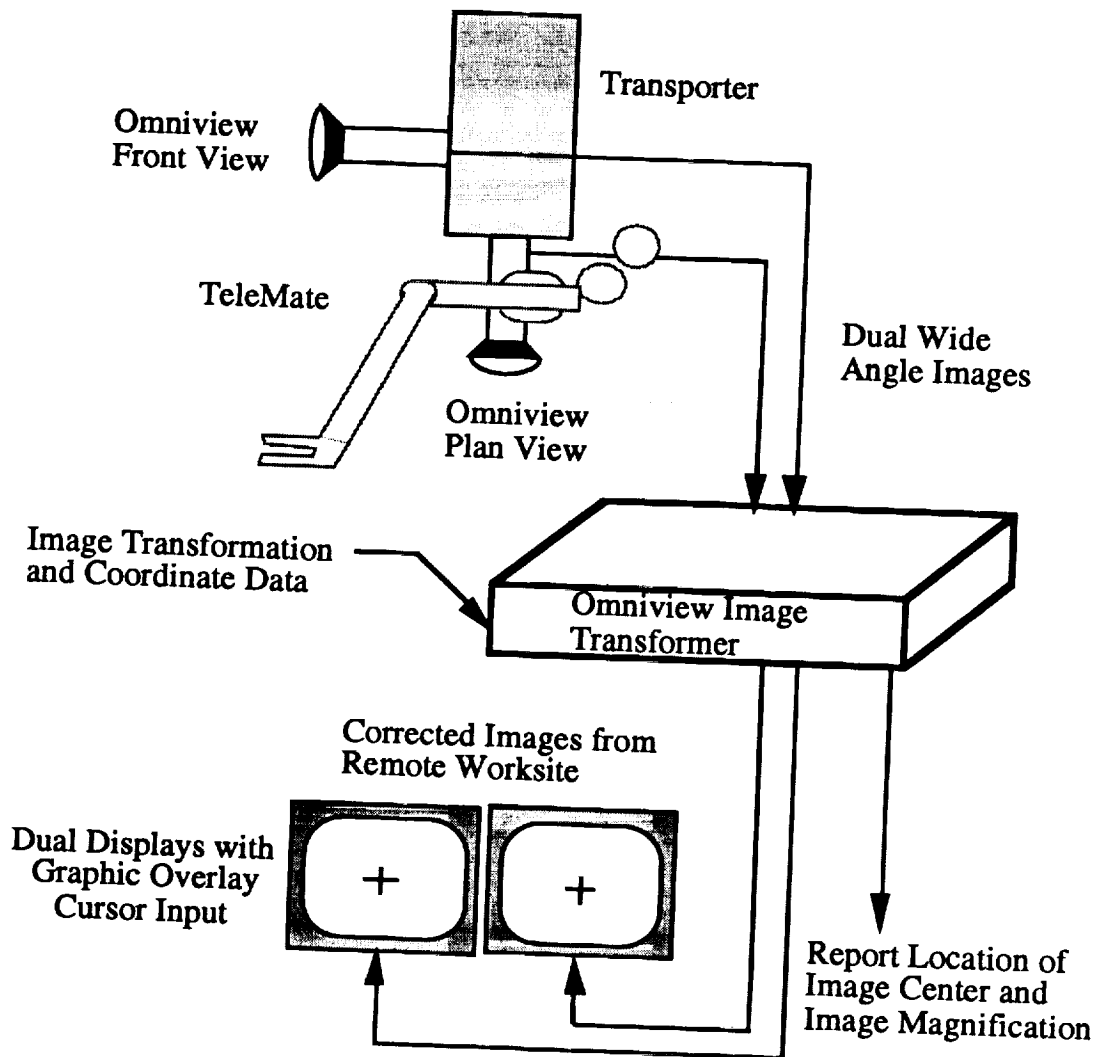 Transporter
Omniview
Front View
TeleMate
Dual Wide
Angle Images
Omniview
Plan View
Image Transformation
and Coordinate Data
Omniview Image
Transformer
Corrected Images from
Remote Worksite
Dual Displays with
Graphic Overlay
Cursor Input
Report Location of
Image Center and
Image Magnification